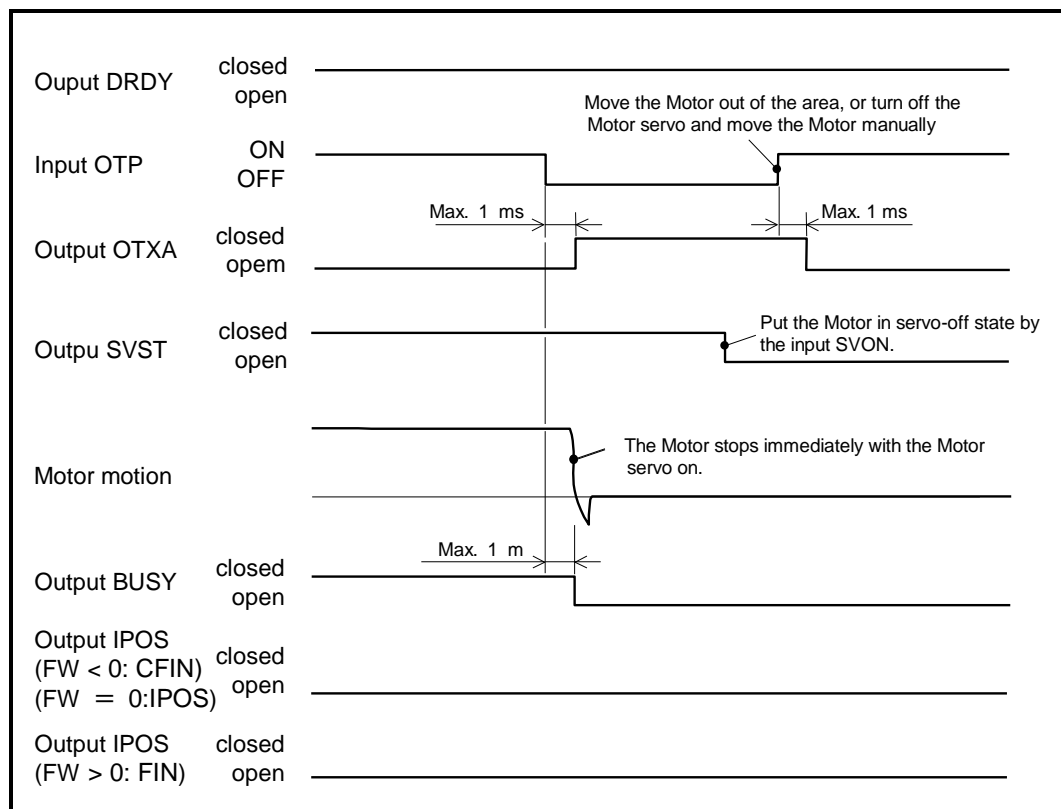 Ouput DRDY
closed
open
Move the Motor out of the area, or turn off the
Motor servo and move the Motor manually
Input OTP
ON
OFF
Max. 1 ms
Max. 1 ms
Output OTXA
closed
opem
Outpu SVST
closed
open
Put the Motor in servo-off state by
the input SVON.
Motor motion
The Motor stops immediately with the Motor
servo on.
Max. 1 m
Output BUSY
closed
open
Output IPOS
(FW < 0: CFIN)
(FW = 0:IPOS)
closed
open
Output IPOS
(FW > 0: FIN)
closed
open